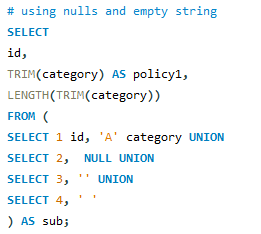 # using nulls and empty string
SELECT
id,
TRIM(category) AS policy1,
LENGTH(TRIM(category))
FROM (
SELECT 1 id, 'A' category UNION
SELECT 2,  NULL UNION
SELECT 3, '' UNION
SELECT 4, ' '
) AS sub;